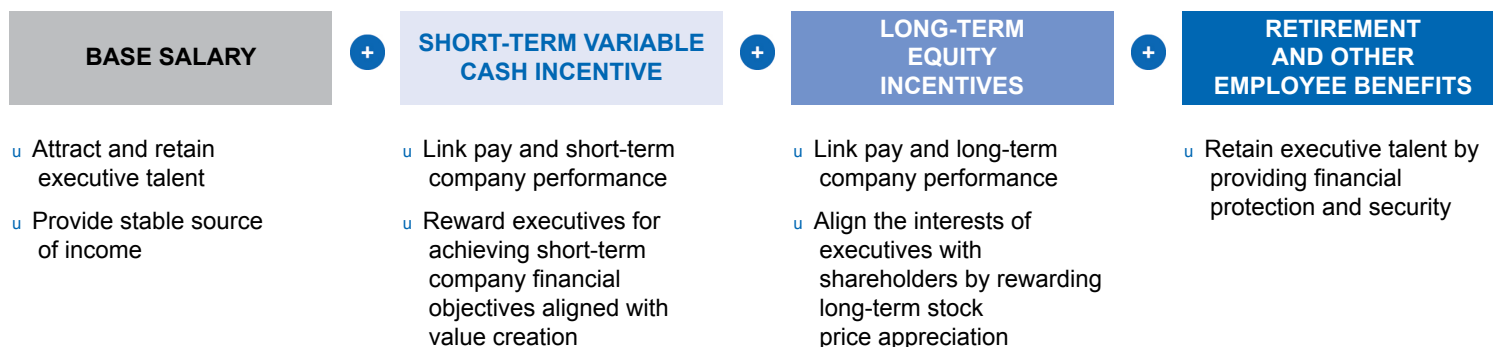 BASE SALARY
+
SHORT-TERM VARIABLE
CASH INCENTIVE
+
LONG-TERM
EQUITY
INCENTIVES
+
RETIREMENT
AND OTHER
EMPLOYEE BENEFITS
u Attract and retain
executive talent
u Provide stable source
of income
u Link pay and short-term
company performance
u Reward executives for
achieving short-term
company financial
objectives aligned with
value creation
u Link pay and long-term
company performance
u Align the interests of
executives with
shareholders by rewarding
long-term stock
price appreciation
u Retain executive talent by
providing financial
protection and security